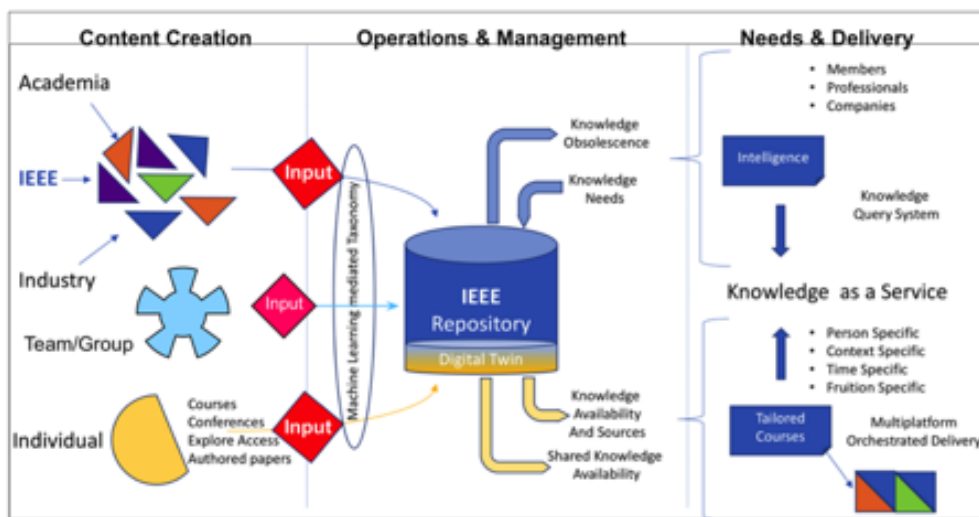 Content Creation
Operations & Management
Needs & Delivery
Academia
IEEE
Industry
Team/Group
Individual
Courses
Conferences
Explore Access
Authored papers
Input
Input
Input
Machine Learning mediated Taxonomy
Knowledge
Obsolescence
Knowledge
Needs
IEEE
Repository
Digital Twin
Knowledge
Availability
And Sources
Shared Knowledge
Availability
• Members
• Professionals
• Companies
Intelligence
Knowledge
Query System
Knowledge as a Service
• Person Specific
• Context Specific
• Time Specific
• Fruition Specific
Tailored
Courses
Multiplatform
Orchestrated Delivery